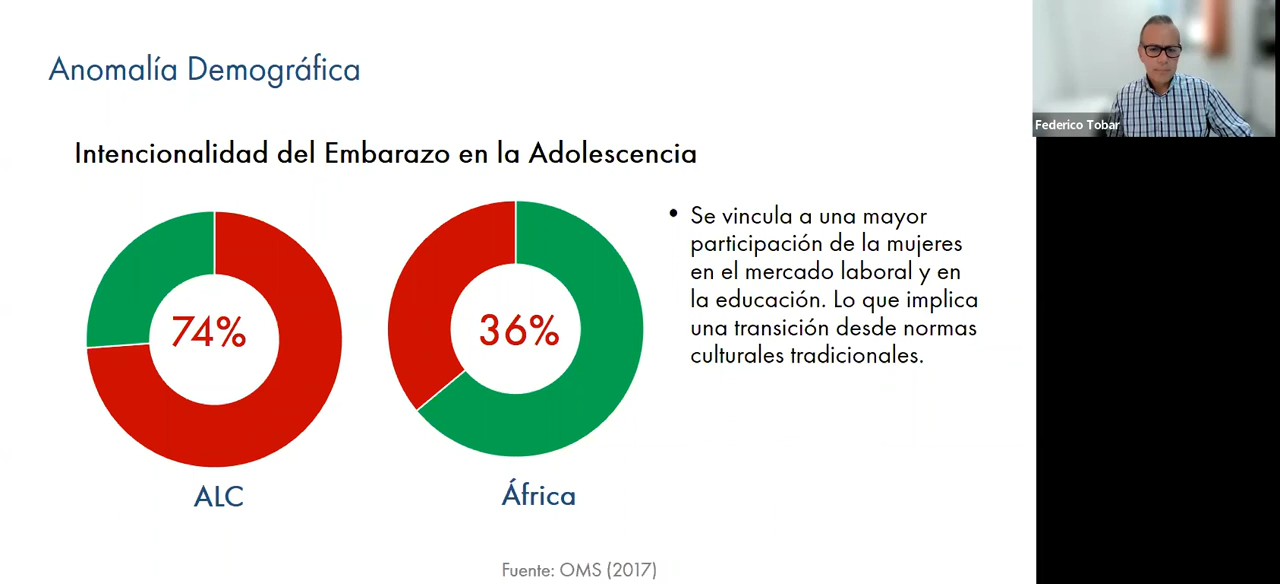 Anomalía Demográfica
Intencionalidad del Embarazo en la Adolescencia
74%
ALC
36%
África
• Se vincula a una mayor
participación de la mujeres
en el mercado laboral y en
la educación. Lo que implica
una transición desde normas
culturales tradicionales.
Fuente: OMS (2017)
Federico Tobar